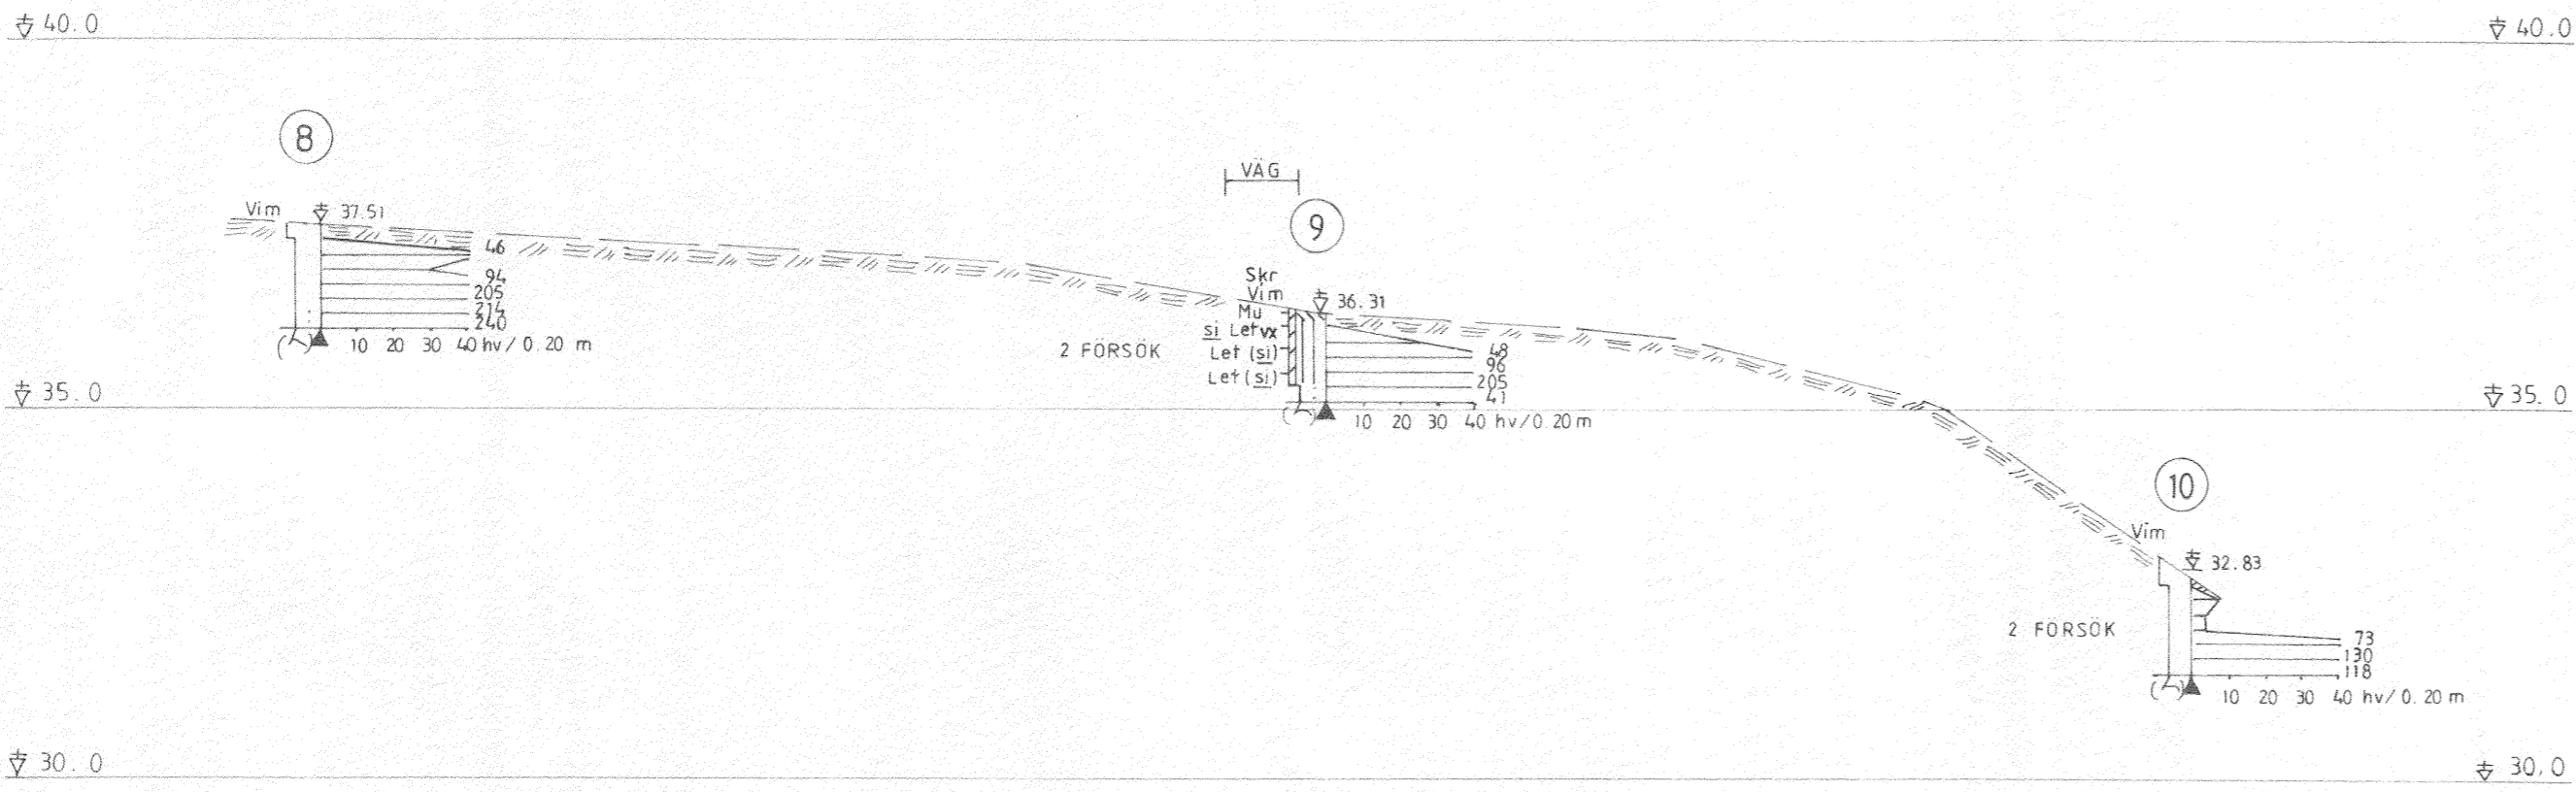 40.0
40.0
8
VÄG
Vim
37.51
9
46
94
205
214
240
10 20 30 40 hv/0.20 m
Skr
Vim
36.31
Mu
si Letvx
2 FÖRSÖK
Let (si)
Let (si)
48
96
205
41
10 20 30 40 hv/0.20 m
35.0
35.0
10
Vim
32.83
2 FÖRSÖK
73
130
118
10 20 30 40 hv/0.20 m
30.0
30.0